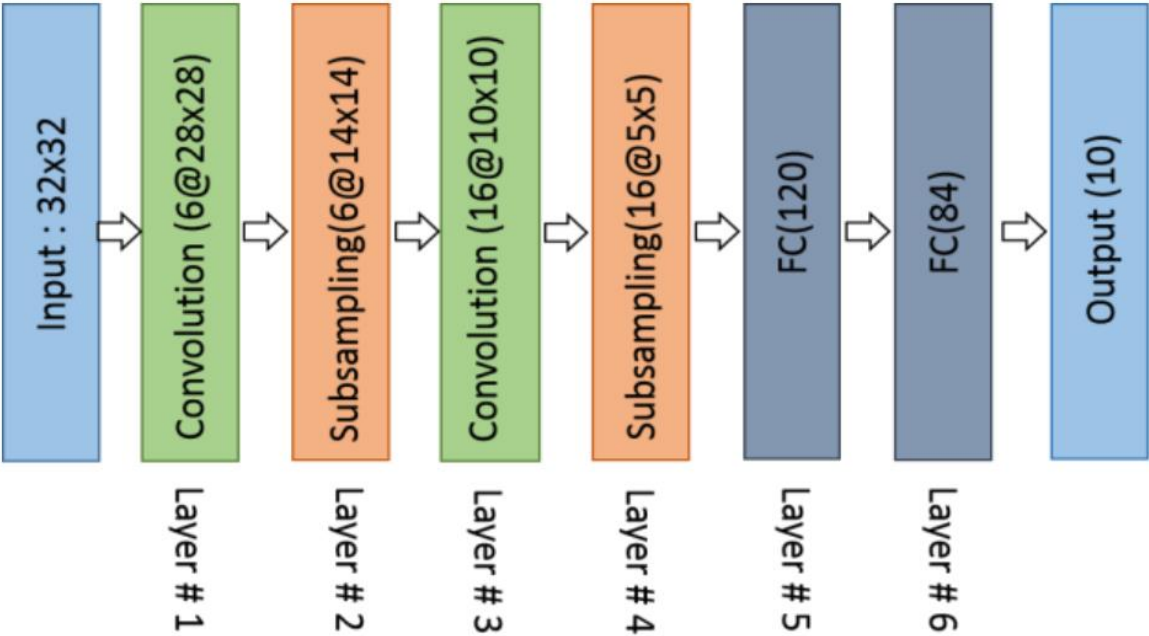 Input : 32x32
Convolution (6@28x28)
Subsampling(6@14x14)
Convolution (16@10x10)
Subsampling(16@5x5)
FC(120)
FC(84)
Output (10)
Layer # 1
Layer # 2
Layer # 3
Layer # 4
Layer # 5
Layer # 6